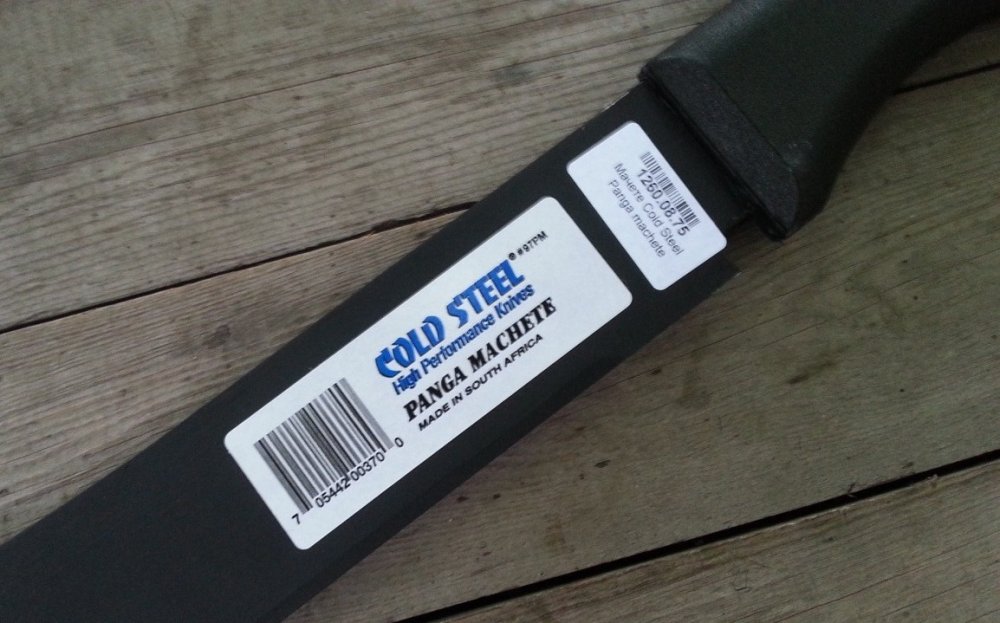 COLD STEEL® #97PM
High Performance Knives
PANGA MACHETE
MADE IN SOUTH AFRICA
7 05442 00370 0
1260.08.75
Мачете Cold Steel
Panga machete